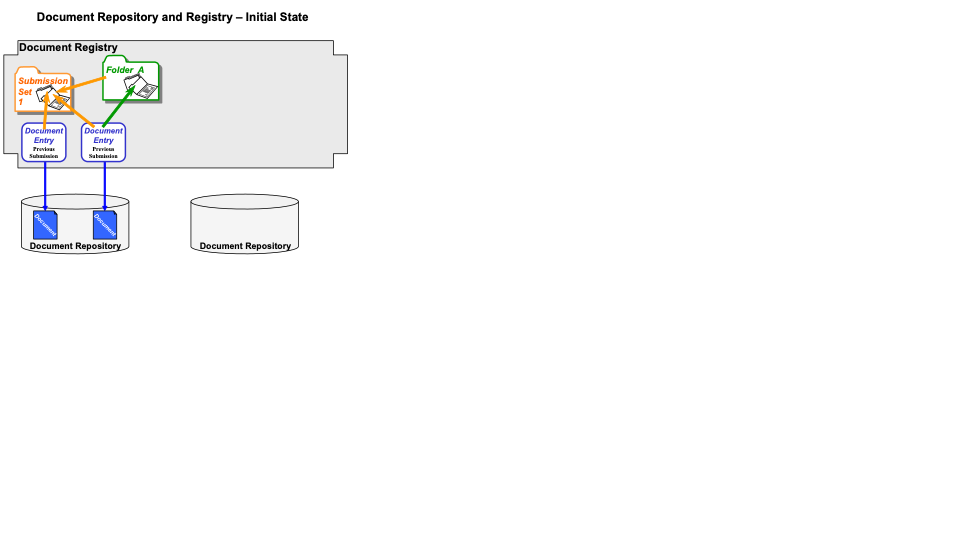 Document Repository and Registry – Initial State
Document Registry
Submission
Set
1
Folder A
Document
Entry
Previous
Submission
Document
Entry
Previous
Submission
Document
Document
Document Repository
Document Repository